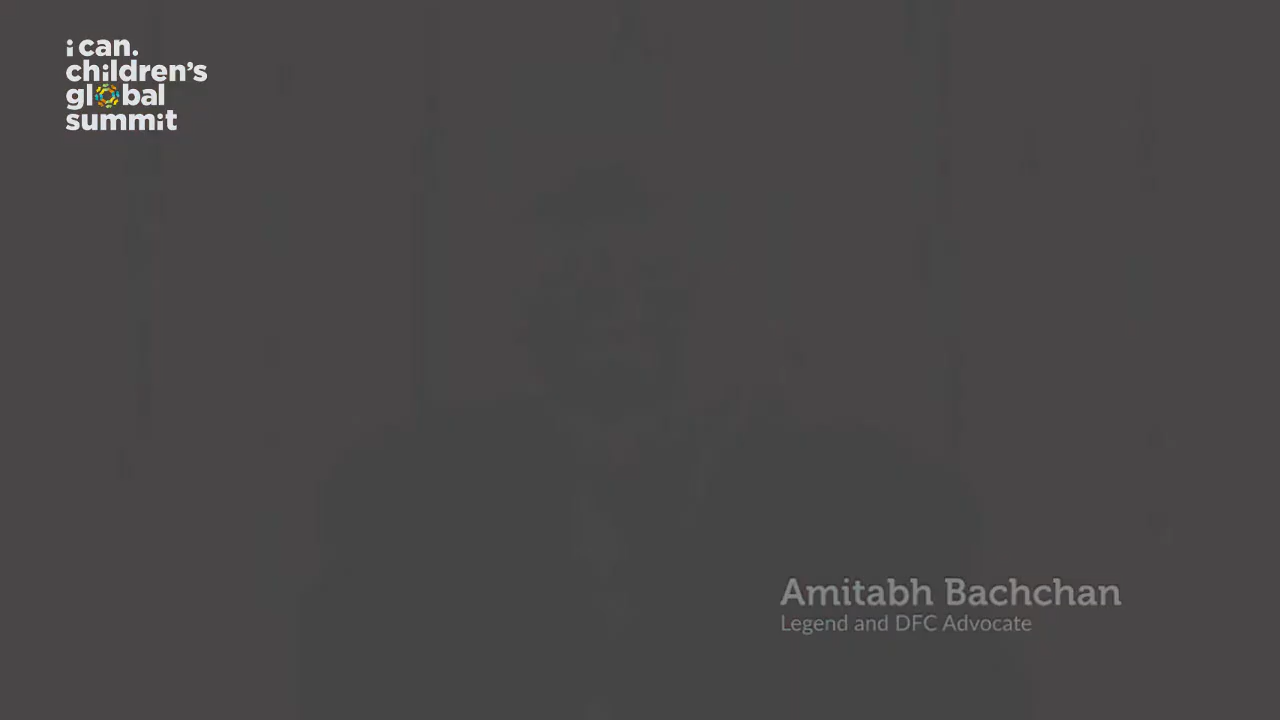 i can.
children's
global
summit
Amitabh Bachchan
Legend and DFC Advocate